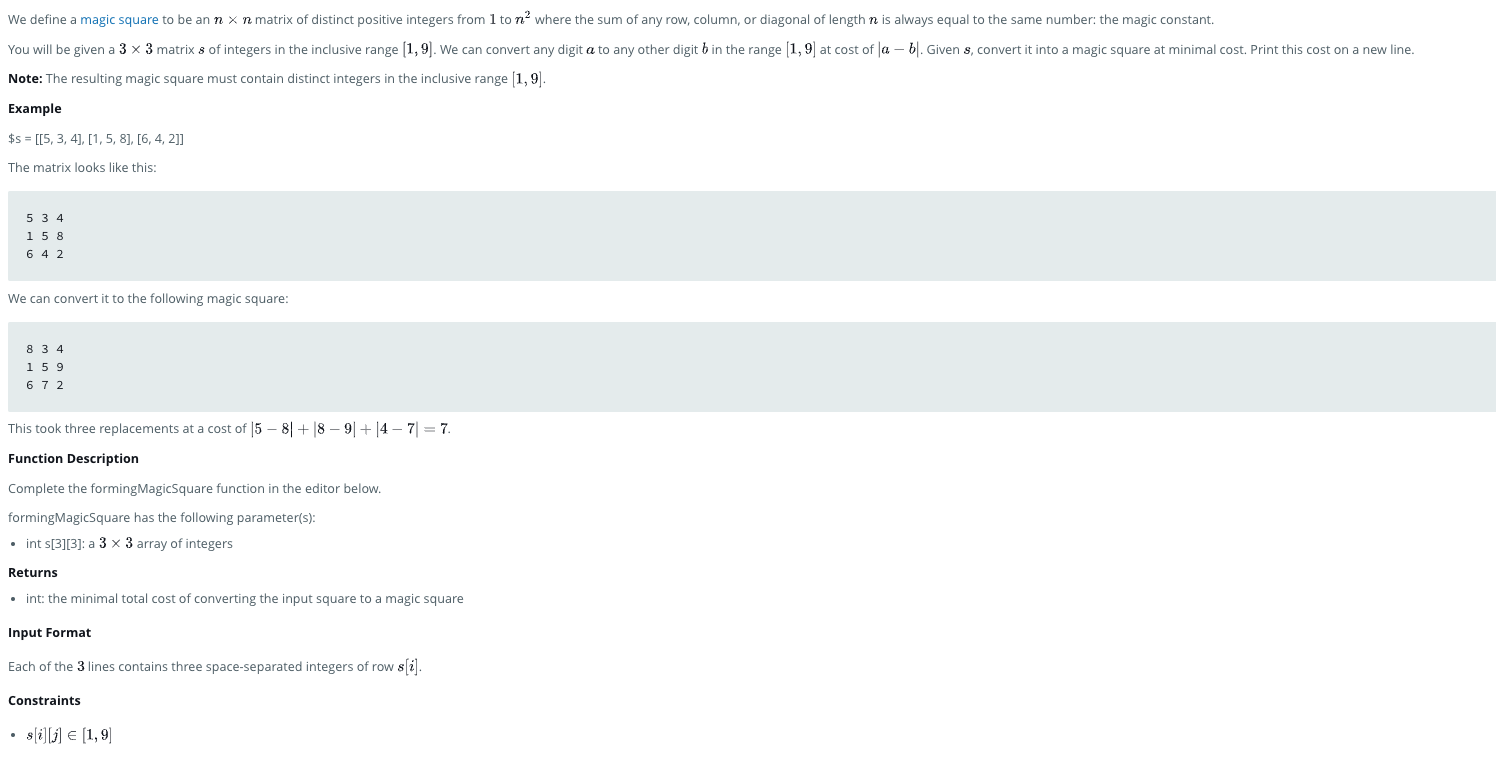 We define a magic square to be an n × n matrix of distinct positive integers from 1 to n² where the sum of any row, column, or diagonal of length n is always equal to the same number: the magic constant.
You will be given a 3 × 3 matrix s of integers in the inclusive range [1, 9]. We can convert any digit a to any other digit b in the range [1, 9] at cost of |a − b|. Given s, convert it into a magic square at minimal cost. Print this cost on a new line.
Note: The resulting magic square must contain distinct integers in the inclusive range [1, 9].
Example
$s = [[5, 3, 4], [1, 5, 8], [6, 4, 2]]
The matrix looks like this:
5 3 4
1 5 8
6 4 2
We can convert it to the following magic square:
8 3 4
1 5 9
6 7 2
This took three replacements at a cost of |5 − 8| + |8 − 9| + |4 − 7| = 7.
Function Description
Complete the formingMagicSquare function in the editor below.
formingMagicSquare has the following parameter(s):
• int s[3][3]: a 3 × 3 array of integers
Returns
• int: the minimal total cost of converting the input square to a magic square
Input Format
Each of the 3 lines contains three space-separated integers of row s[i].
Constraints
• s[i][j] ∈ [1, 9]